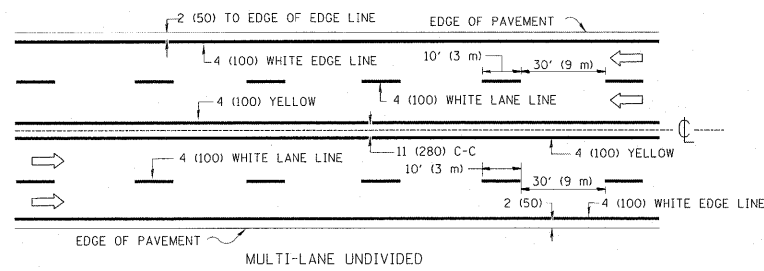 2 (50) TO EDGE OF EDGE LINE
EDGE OF PAVEMENT
4 (100) WHITE EDGE LINE
10' (3 m)
30' (9 m)
4 (100) YELLOW
4 (100) WHITE LANE LINE
CL
11 (280) C-C
4 (100) WHITE LANE LINE
4 (100) YELLOW
10' (3 m)
30' (9 m)
2 (50)
4 (100) WHITE EDGE LINE
EDGE OF PAVEMENT
MULTI-LANE UNDIVIDED